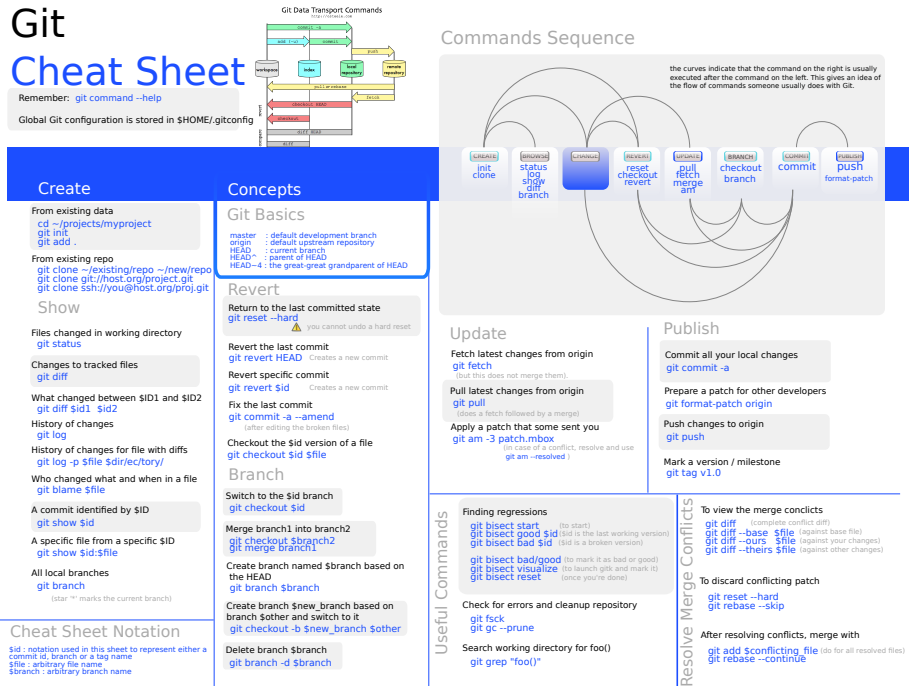 Git
Cheat Sheet
Remember: git command --help
Global Git configuration is stored in $HOME/.gitconfig
Git Data Transport Commands
commit -a
add (-u)
commit
push
workspace
index
local
repository
remote
repository
pull or rebase
fetch
checkout HEAD
checkout
revert
diff HEAD
diff
Commands Sequence
the curves indicate that the command on the right is usually
executed after the command on the left. This gives an idea of
the flow of commands someone usually does with Git.
CREATE
init
clone
BROWSE
status
log
show
diff
branch
CHANGE
REVERT
reset
checkout
revert
UPDATE
pull
fetch
merge
am
BRANCH
checkout
branch
COMMIT
commit
PUBLISH
push
format-patch
Create
From existing data
cd ~/projects/myproject
git init
git add .
From existing repo
git clone ~/existing/repo ~/new/repo
git clone git://host.org/project.git
git clone ssh://you@host.org/proj.git
Show
Files changed in working directory
git status
Changes to tracked files
git diff
What changed between $ID1 and $ID2
git diff $id1 $id2
History of changes
git log
History of changes for file with diffs
git log -p $file $dir/ec/tory/
Who changed what and when in a file
git blame $file
A commit identified by $ID
git show $id
A specific file from a specific $ID
git show $id:$file
All local branches
git branch
(star '*' marks the current branch)
Cheat Sheet Notation
$id : notation used in this sheet to represent either a
commit id, branch or a tag name
$file : arbitrary file name
$branch : arbitrary branch name
Concepts
Git Basics
master : default development branch
origin : default upstream repository
HEAD : current branch
HEAD^ : parent of HEAD
HEAD~4 : the great-great grandparent of HEAD
Revert
Return to the last committed state
git reset --hard
you cannot undo a hard reset
Revert the last commit
git revert HEAD Creates a new commit
Revert specific commit
git revert $id Creates a new commit
Fix the last commit
git commit -a --amend
(after editing the broken files)
Checkout the $id version of a file
git checkout $id $file
Branch
Switch to the $id branch
git checkout $id
Merge branch1 into branch2
git checkout $branch2
git merge branch1
Create branch named $branch based on
the HEAD
git branch $branch
Create branch $new_branch based on
branch $other and switch to it
git checkout -b $new_branch $other
Delete branch $branch
git branch -d $branch
Update
Fetch latest changes from origin
git fetch
(but this does not merge them).
Pull latest changes from origin
git pull
(does a fetch followed by a merge)
Apply a patch that some sent you
git am -3 patch.mbox
(in case of a conflict, resolve and use
git am --resolved )
Publish
Commit all your local changes
git commit -a
Prepare a patch for other developers
git format-patch origin
Push changes to origin
git push
Mark a version / milestone
git tag v1.0
Useful Commands
Finding regressions
git bisect start (to start)
git bisect good $id ($id is the last working version)
git bisect bad $id ($id is a broken version)
git bisect bad/good (to mark it as bad or good)
git bisect visualize (to launch gitk and mark it)
git bisect reset (once you're done)
Check for errors and cleanup repository
git fsck
git gc --prune
Search working directory for foo()
git grep "foo()"
Resolve Merge Conflicts
To view the merge conclicts
git diff (complete conflict diff)
git diff --base $file (against base file)
git diff --ours $file (against your changes)
git diff --theirs $file (against other changes)
To discard conflicting patch
git reset --hard
git rebase --skip
After resolving conflicts, merge with
git add $conflicting_file (do for all resolved files)
git rebase --continue